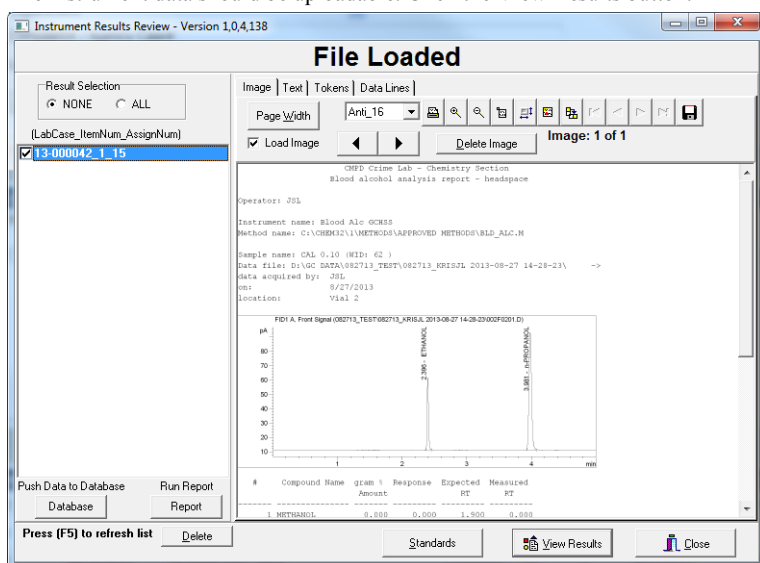 Instrument Results Review - Version 1,0,4,138
File Loaded
Result Selection
NONE ALL
(LabCase_ItemNum_AssignNum)
13-000042_1_15
Push Data to Database Run Report
Database Report
Press (F5) to refresh list Delete
Image Text Tokens Data Lines
Page Width Anti_16
Load Image Delete Image Image: 1 of 1
CMPD Crime Lab - Chemistry Section
Blood alcohol analysis report - headspace
Operator: JSL
Instrument name: Blood Alc GCHSS
Method name: C:\CHEM32\1\METHODS\APPROVED METHODS\BLD_ALC.M
Sample name: CAL 0.10 (WID: 62 )
Data file: D:\GC DATA\082713_TEST\082713_KRISJL 2013-08-27 14-28-23\ ->
data acquired by: JSL
on: 8/27/2013
location: Vial 2
FID1 A, Front Signal (082713_TEST\082713_KRISJL 2013-08-27 14-28-23\002F0201.D)
pA
80
70
60
50
40
30
20
10
2.396 - ETHANOL
3.981 - n-PROPANOL
1 2 3 4 min
# Compound Name gram % Response Expected Measured
Amount RT RT
1 METHANOL 0.000 0.000 1.900 0.000
Standards View Results Close